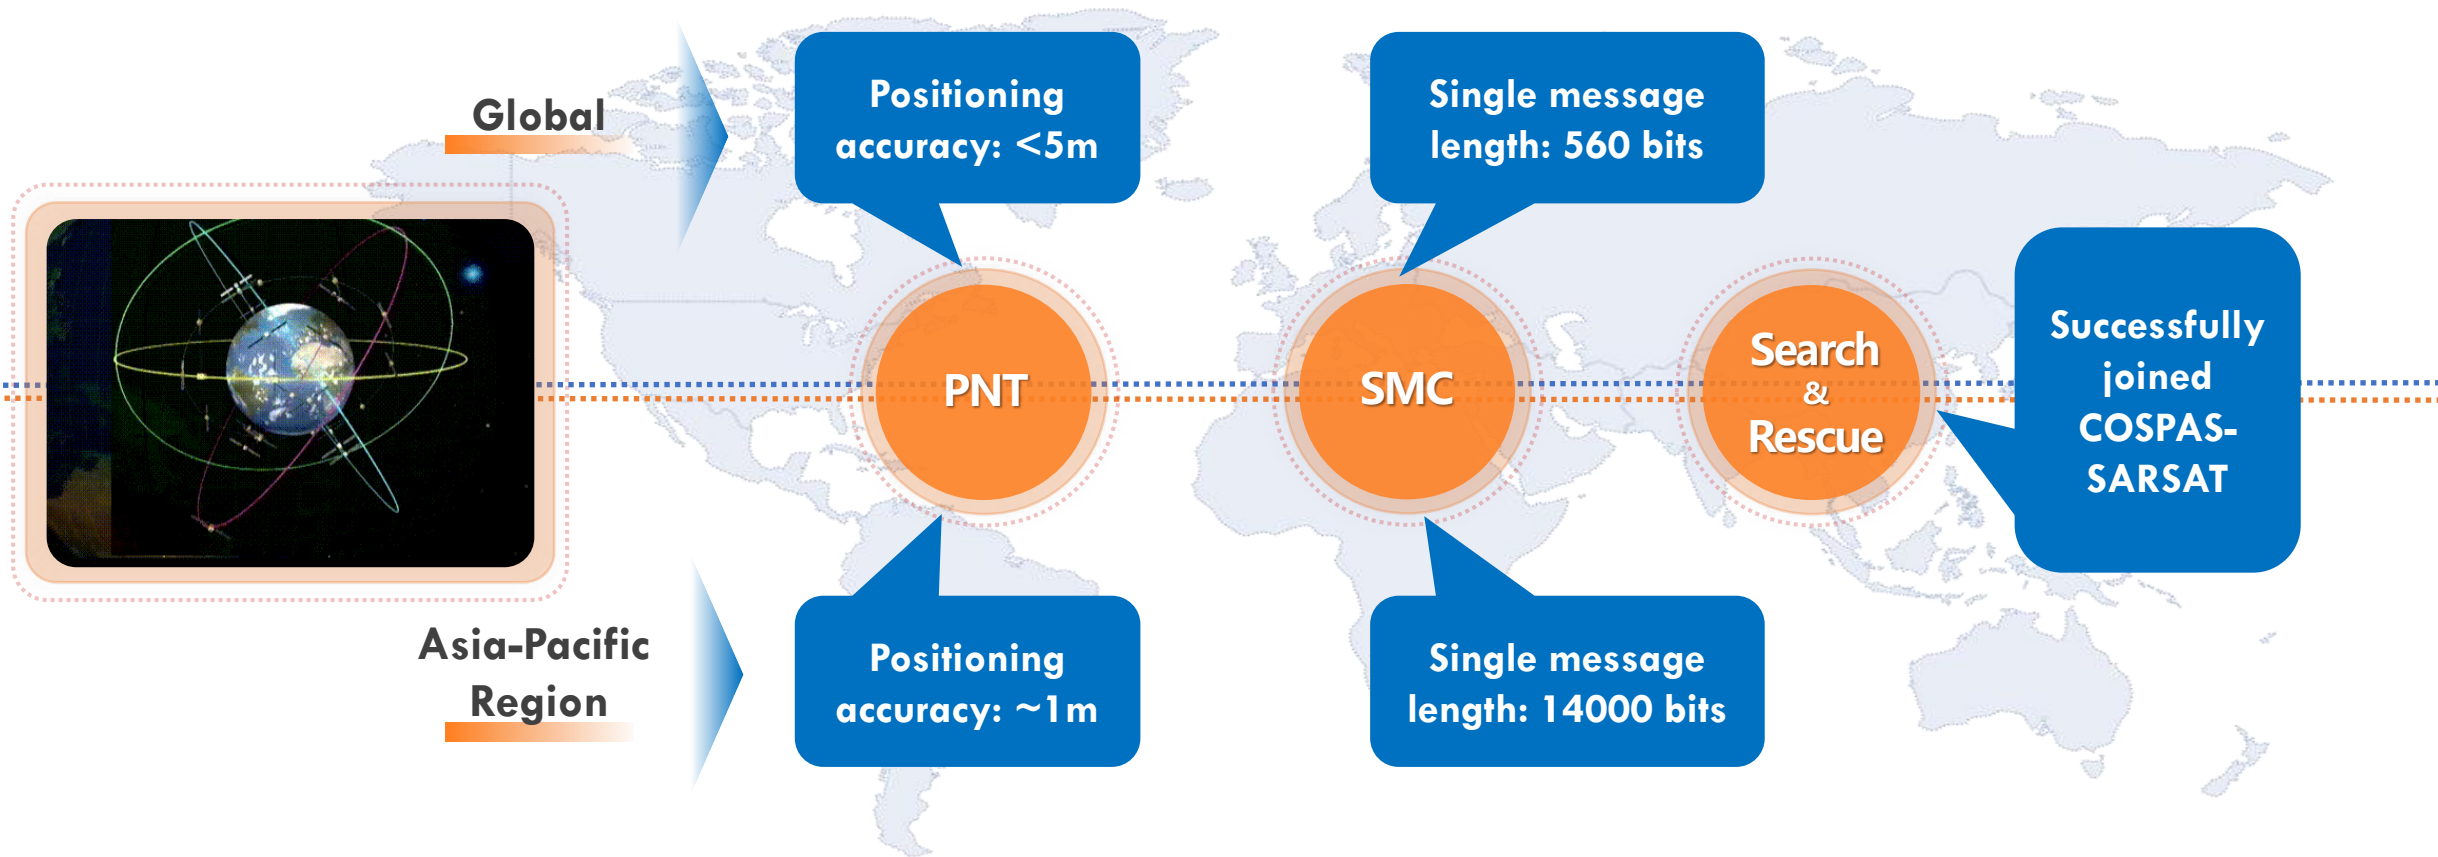 Global
Positioning
accuracy: <5m
Single message
length: 560 bits
PNT
SMC
Search
&
Rescue
Successfully
joined
COSPAS-
SARSAT
Asia-Pacific
Region
Positioning
accuracy: ~1m
Single message
length: 14000 bits